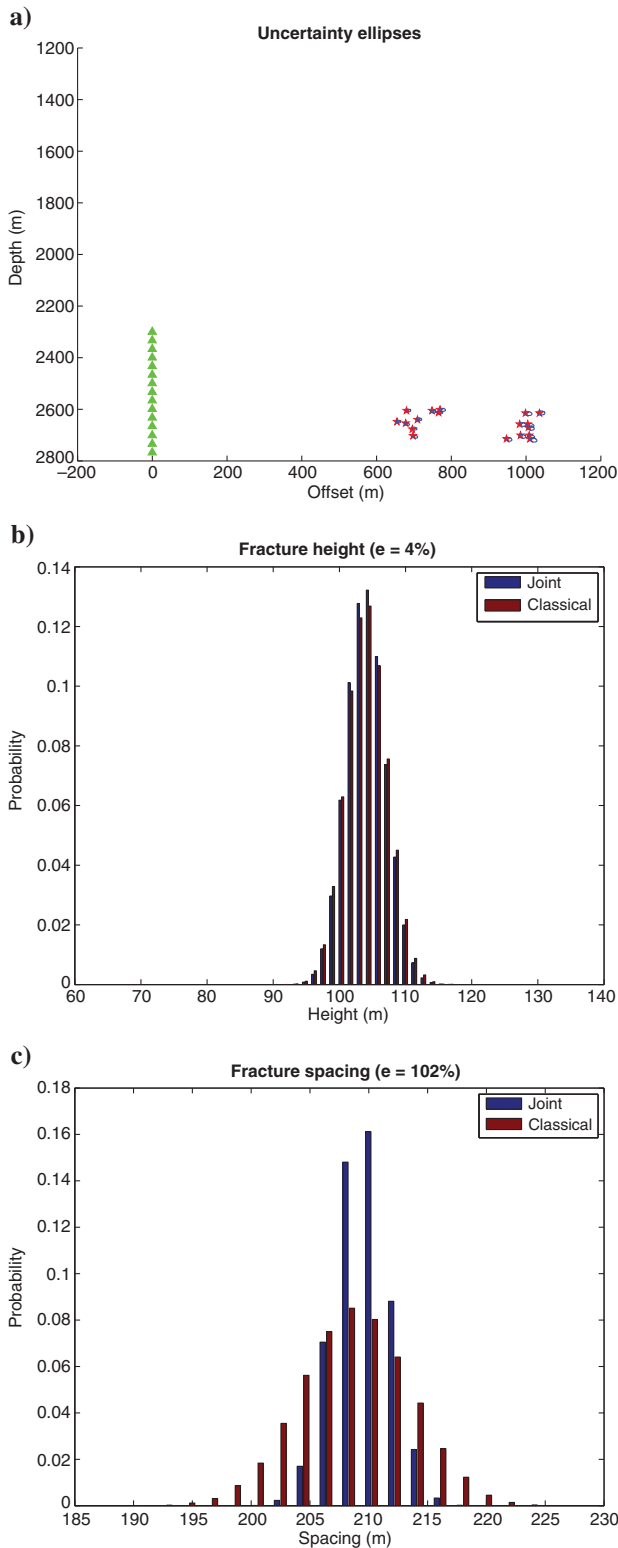 a)
Uncertainty ellipses
1200
1400
1600
1800
2000
2200
2400
2600
2800
Depth (m)
−200 0 200 400 600 800 1000 1200
Offset (m)
b)
Fracture height (e = 4%)
0.14
0.12
0.1
0.08
0.06
0.04
0.02
0
Probability
Joint
Classical
60 70 80 90 100 110 120 130 140
Height (m)
c)
Fracture spacing (e = 102%)
0.18
0.16
0.14
0.12
0.1
0.08
0.06
0.04
0.02
0
Probability
Joint
Classical
185 190 195 200 205 210 215 220 225 230
Spacing (m)